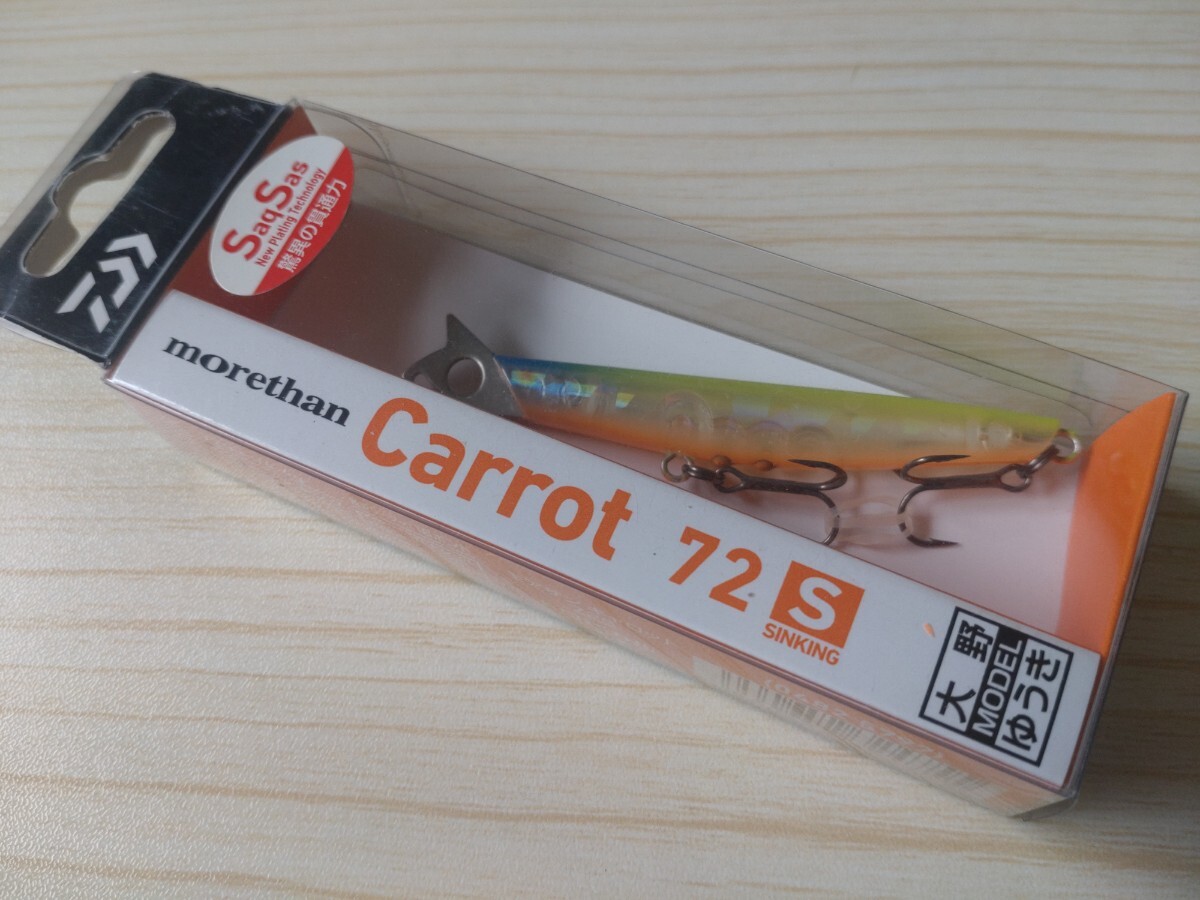 SaqSas
New Plating Technology
驚異の貫通力
morethan
Carrot 72 S
SINKING
大野
MODEL
ゆうき